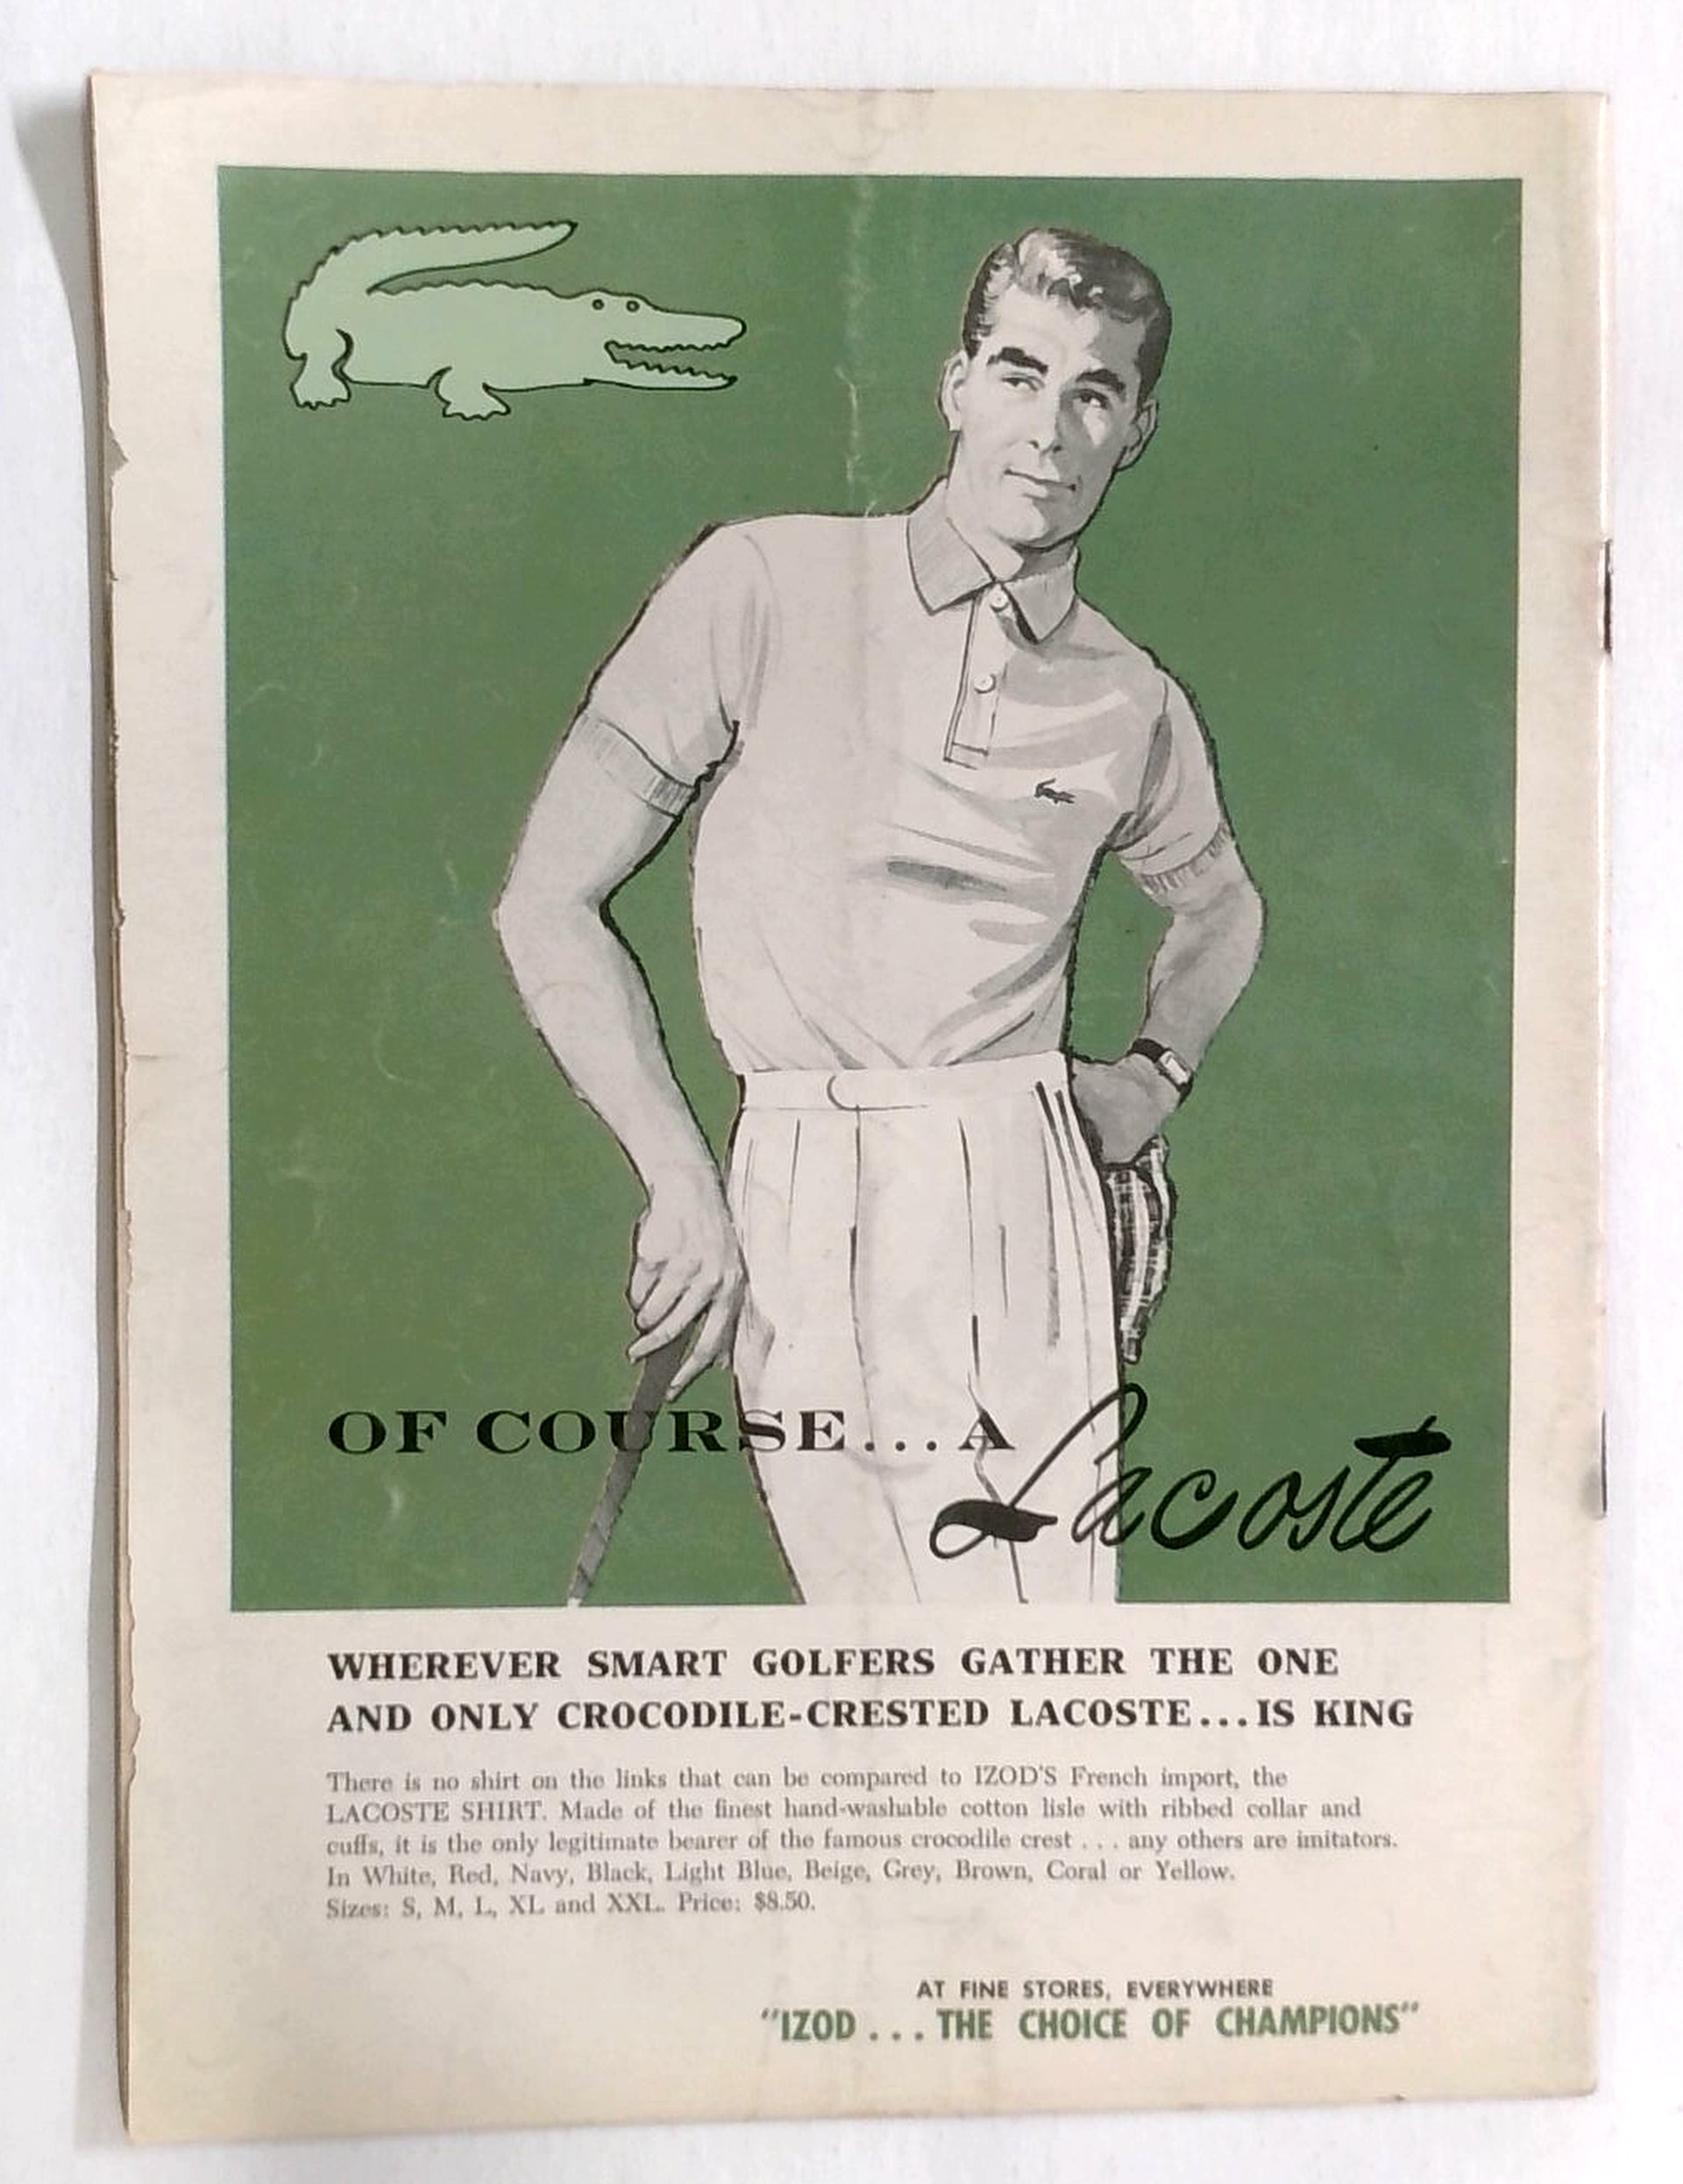 OF COURSE... A Lacoste
WHEREVER SMART GOLFERS GATHER THE ONE
AND ONLY CROCODILE-CRESTED LACOSTE...IS KING
There is no shirt on the links that can be compared to IZOD'S French import, the
LACOSTE SHIRT. Made of the finest hand-washable cotton lisle with ribbed collar and
cuffs, it is the only legitimate bearer of the famous crocodile crest . . . any others are imitators.
In White, Red, Navy, Black, Light Blue, Beige, Grey, Brown, Coral or Yellow.
Sizes: S, M, L, XL and XXL. Price: $8.50.
AT FINE STORES, EVERYWHERE
"IZOD . . . THE CHOICE OF CHAMPIONS"